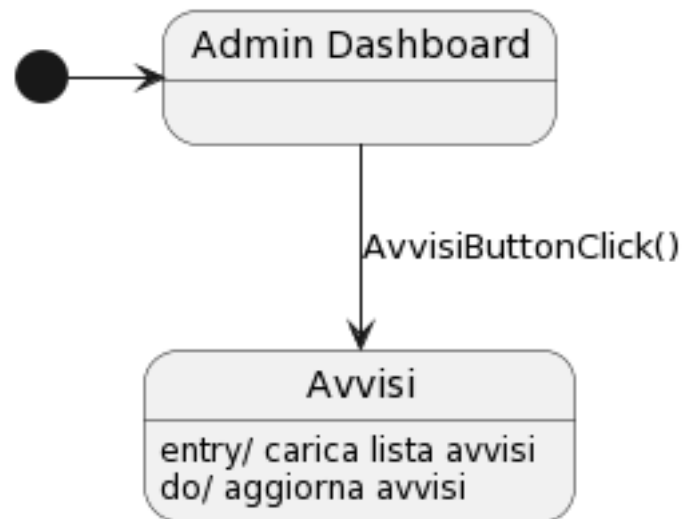 Admin Dashboard
AvvisiButtonClick()
Avvisi
entry/ carica lista avvisi
do/ aggiorna avvisi